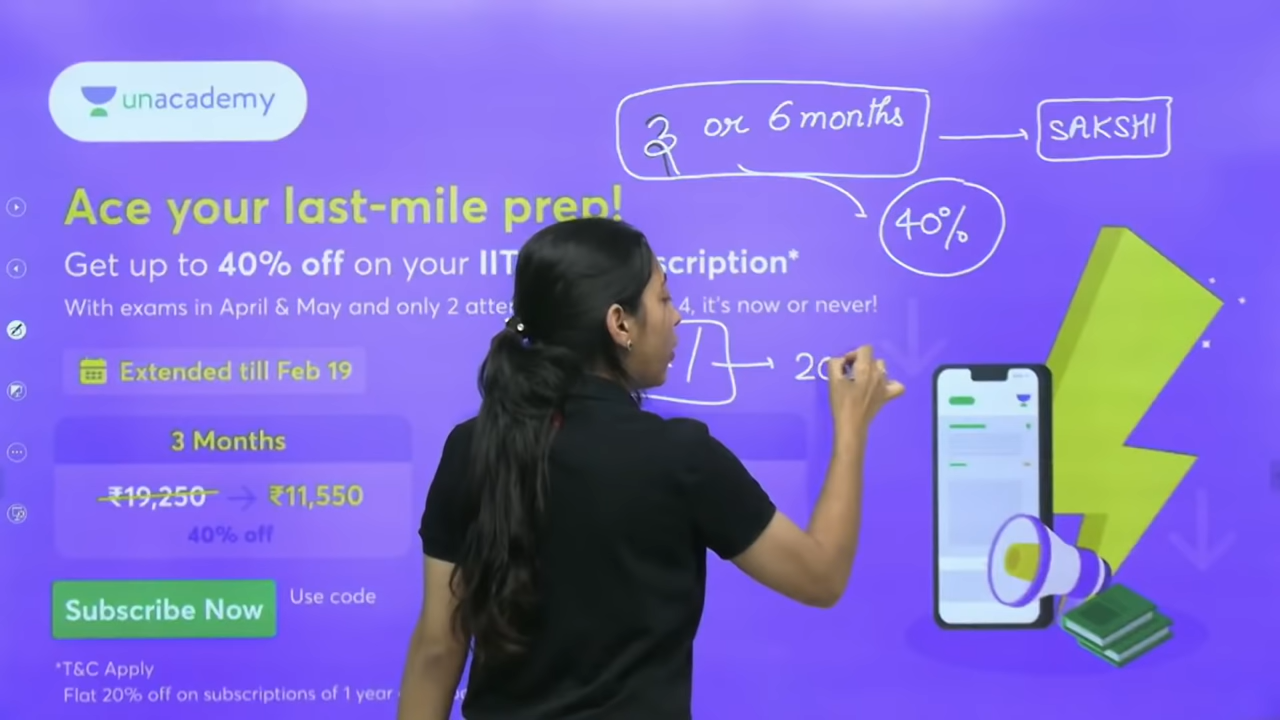 unacademy
3 or 6 months
SAKSHI
40%
Ace your last-mile prep!
Get up to 40% off on your IIT
scription*
With exams in April & May and only 2
4, it's now or never!
Extended till Feb 19
1
3 Months
₹19,250 → ₹11,550
40% off
Subscribe Now
Use code
*T&C Apply
Flat 20% off on subscriptions of 1 year